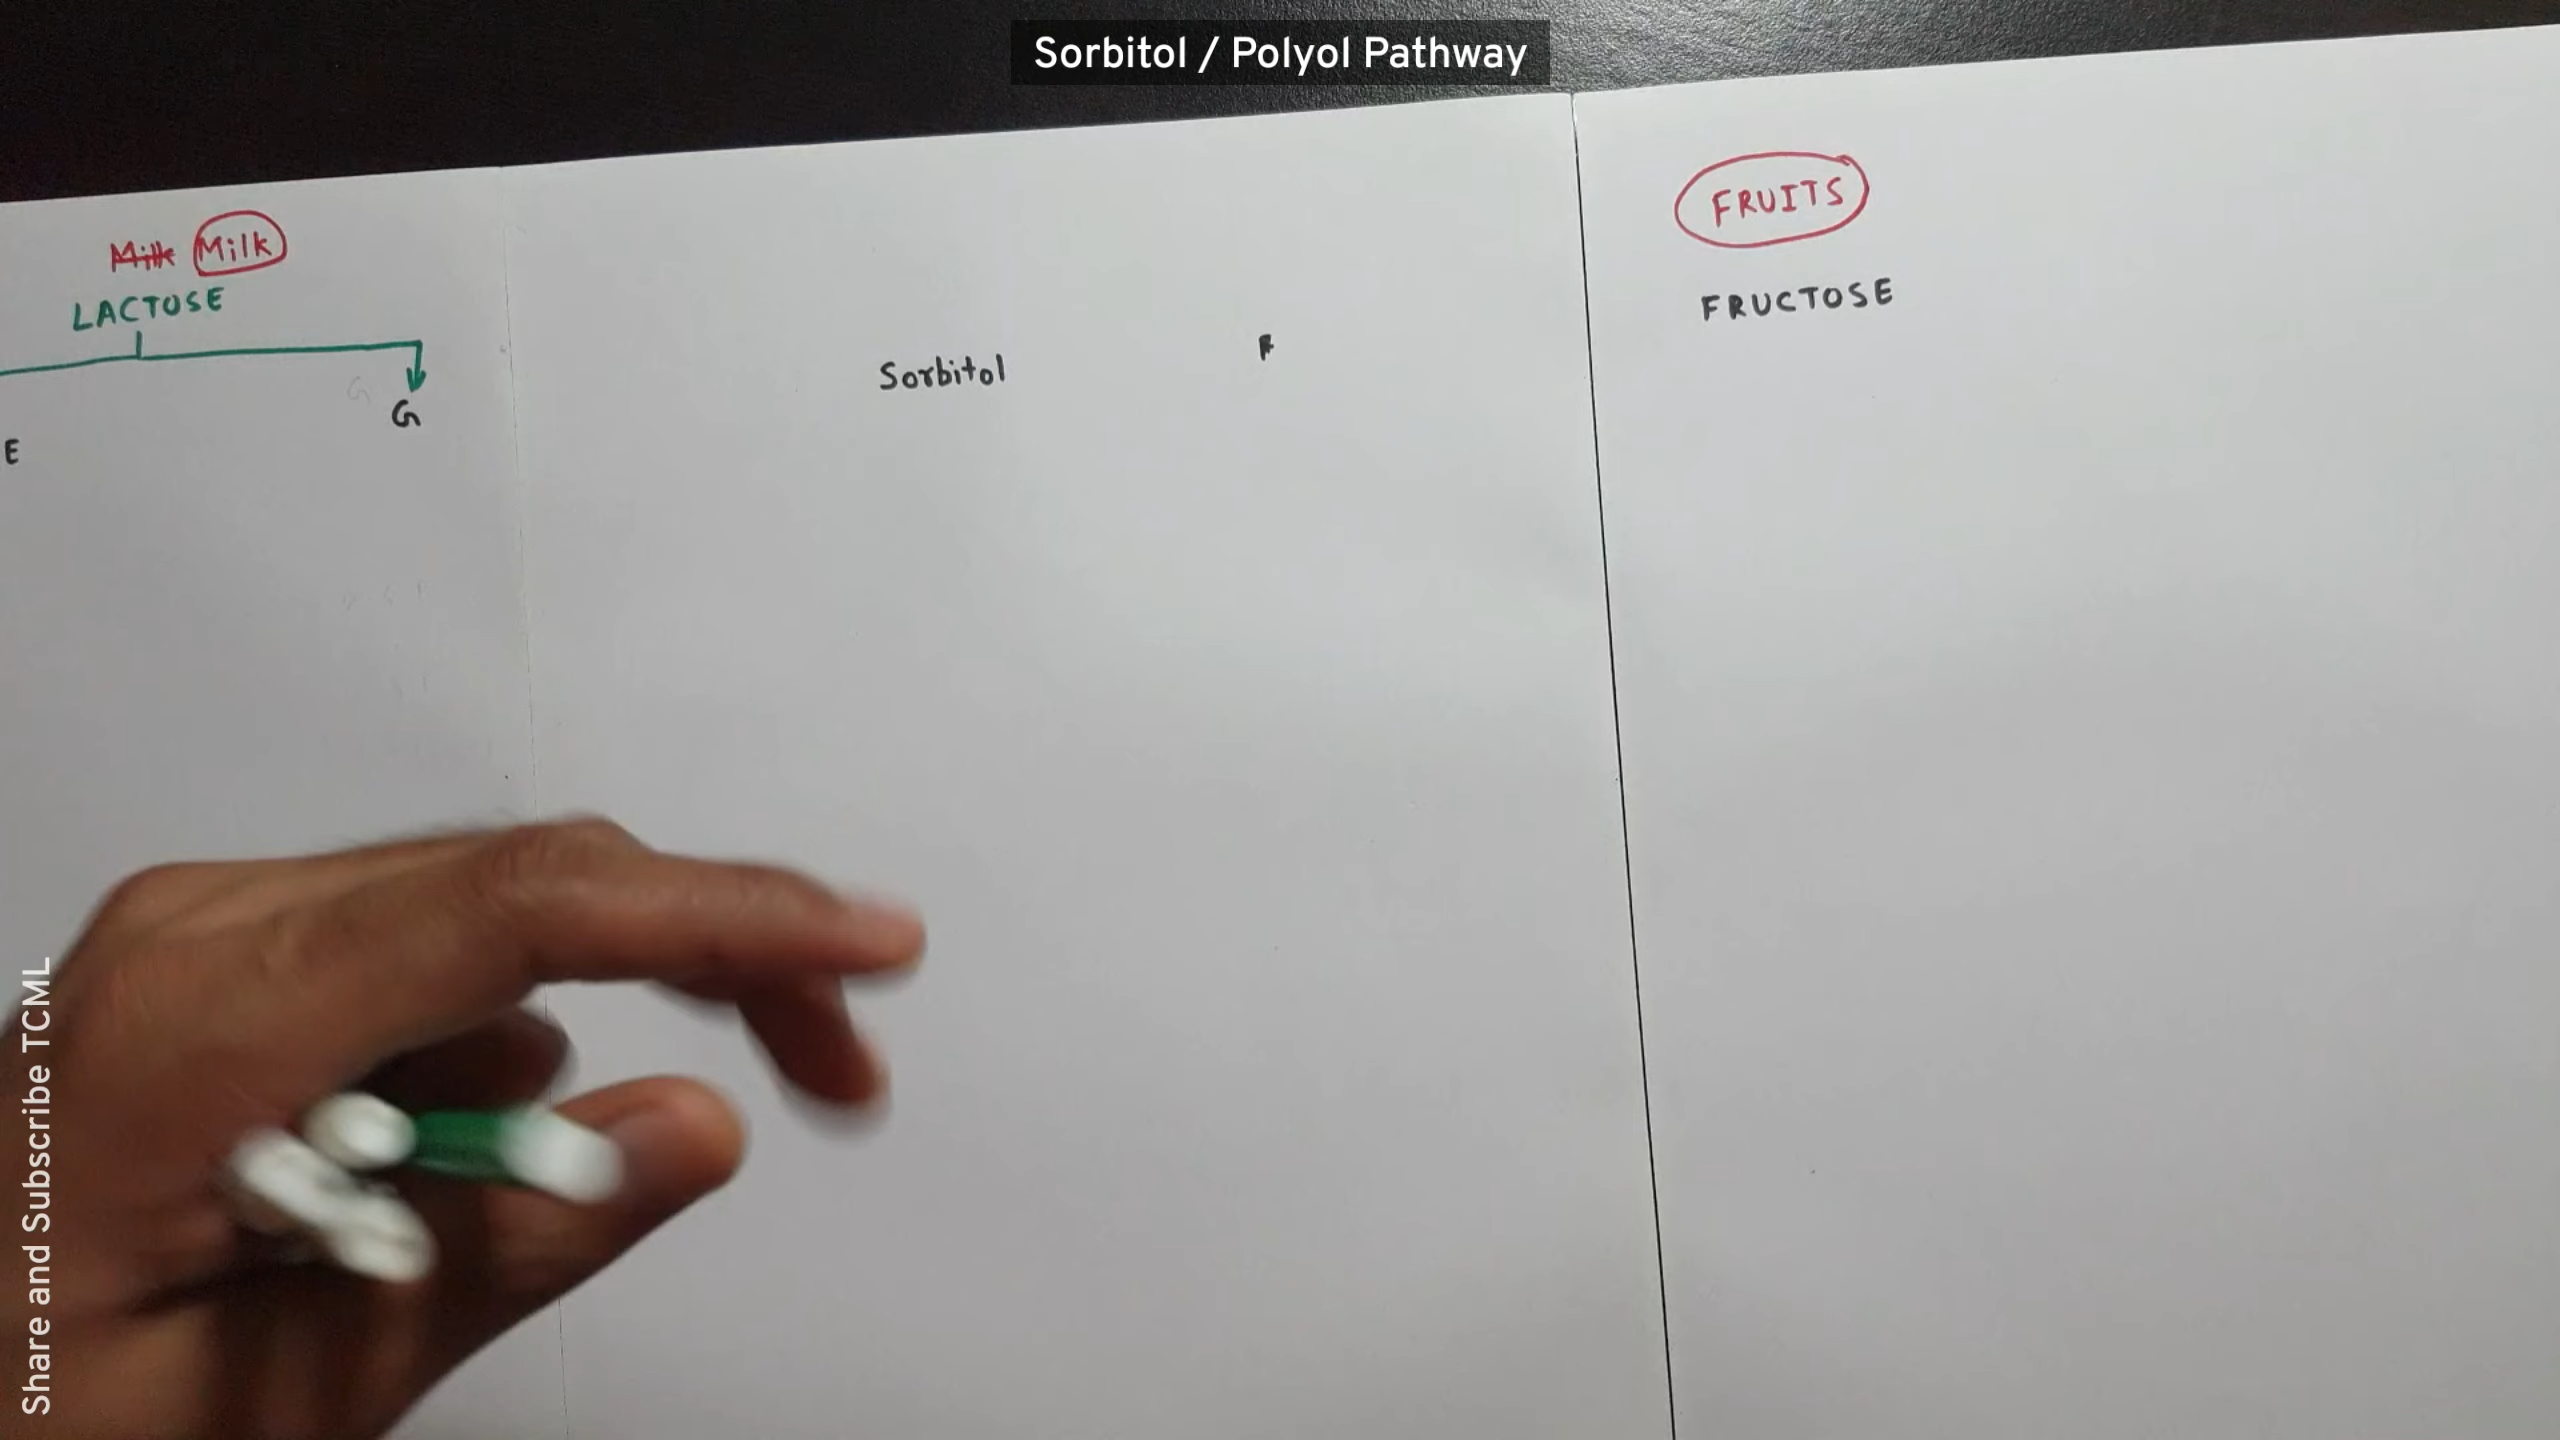 Sorbitol / Polyol Pathway
Milk Milk
LACTOSE
G
E
Sorbitol
F
FRUITS
FRUCTOSE
Share and Subscribe TCML